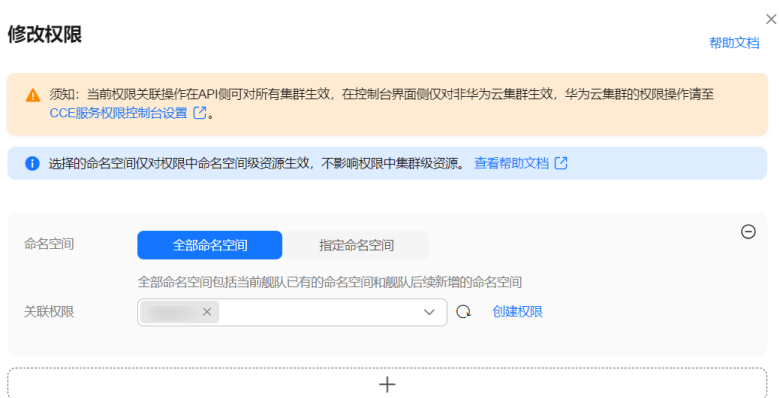 修改权限
帮助文档
须知：当前权限关联操作在API侧可对所有集群生效，在控制台界面侧仅对非华为云集群生效，华为云集群的权限操作请至
CCE服务权限控制台设置。
选择的命名空间仅对权限中命名空间级资源生效，不影响权限中集群级资源。 查看帮助文档
命名空间 全部命名空间 指定命名空间
全部命名空间包括当前舰队已有的命名空间和舰队后续新增的命名空间
关联权限 创建权限